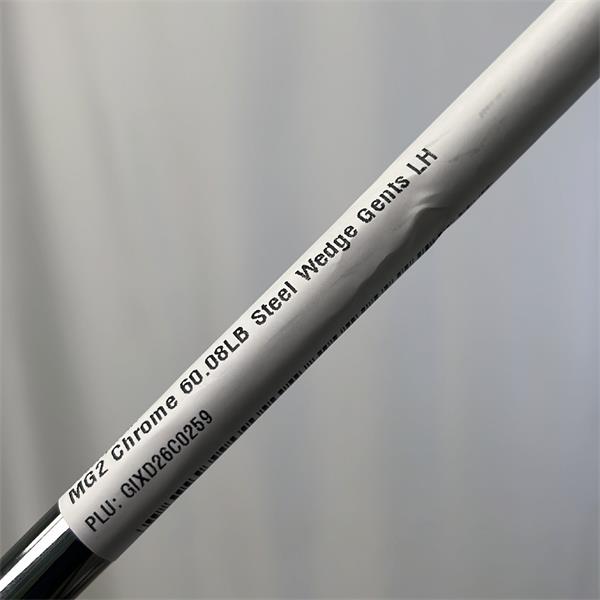 MG2 Chrome 60.08LB Steel Wedge Gents LH
PLU: GIXD26C0259